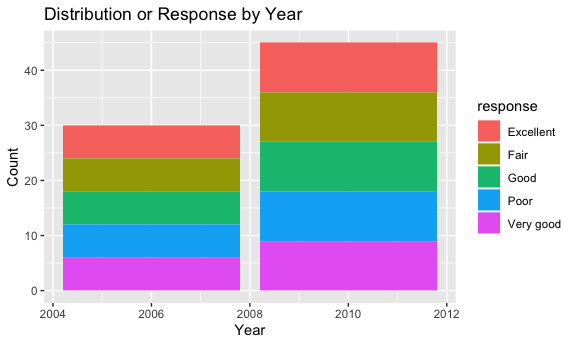 Distribution or Response by Year
Count
40
30
20
10
0
2004 2006 2008 2010 2012
Year
response
Excellent
Fair
Good
Poor
Very good